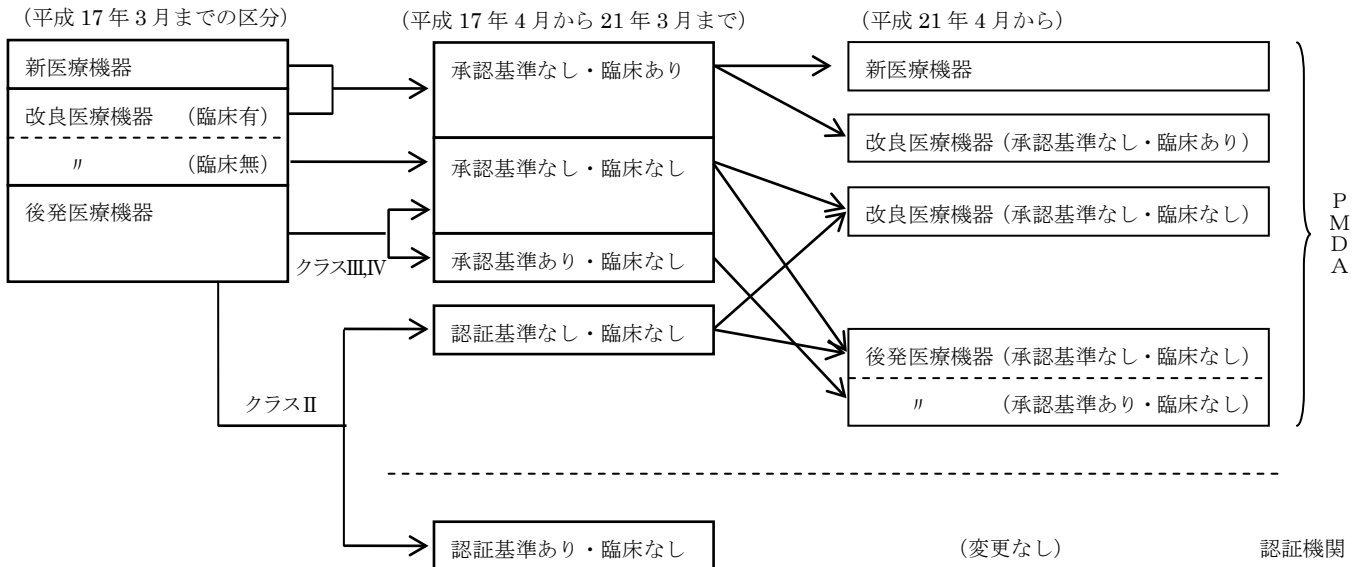 (平成 17 年 3 月までの区分)
(平成 17 年 4 月から 21 年 3 月まで)
(平成 21 年 4 月から)
新医療機器
改良医療機器 (臨床有)
〃 (臨床無)
後発医療機器
クラスⅢ,Ⅳ
クラスⅡ
承認基準なし・臨床あり
承認基準なし・臨床なし
承認基準あり・臨床なし
認証基準なし・臨床なし
認証基準あり・臨床なし
新医療機器
改良医療機器 (承認基準なし・臨床あり)
改良医療機器 (承認基準なし・臨床なし)
後発医療機器 (承認基準なし・臨床なし)
〃 (承認基準あり・臨床なし)
(変更なし)
PMDA
認証機関